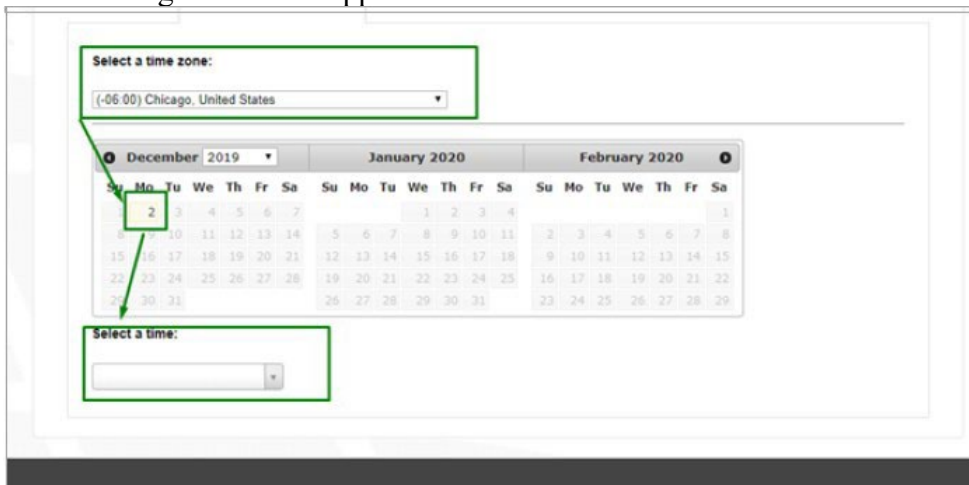 Select a time zone:
(-06:00) Chicago, United States
December 2019 January 2020 February 2020
Su Mo Tu We Th Fr Sa Su Mo Tu We Th Fr Sa Su Mo Tu We Th Fr Sa
1 2 3 4 5 6 7 1 2 3 4 1
8 9 10 11 12 13 14 5 6 7 8 9 10 11 2 3 4 5 6 7 8
15 16 17 18 19 20 21 12 13 14 15 16 17 18 9 10 11 12 13 14 15
22 23 24 25 26 27 28 19 20 21 22 23 24 25 16 17 18 19 20 21 22
29 30 31 26 27 28 29 30 31 23 24 25 26 27 28 29
Select a time: